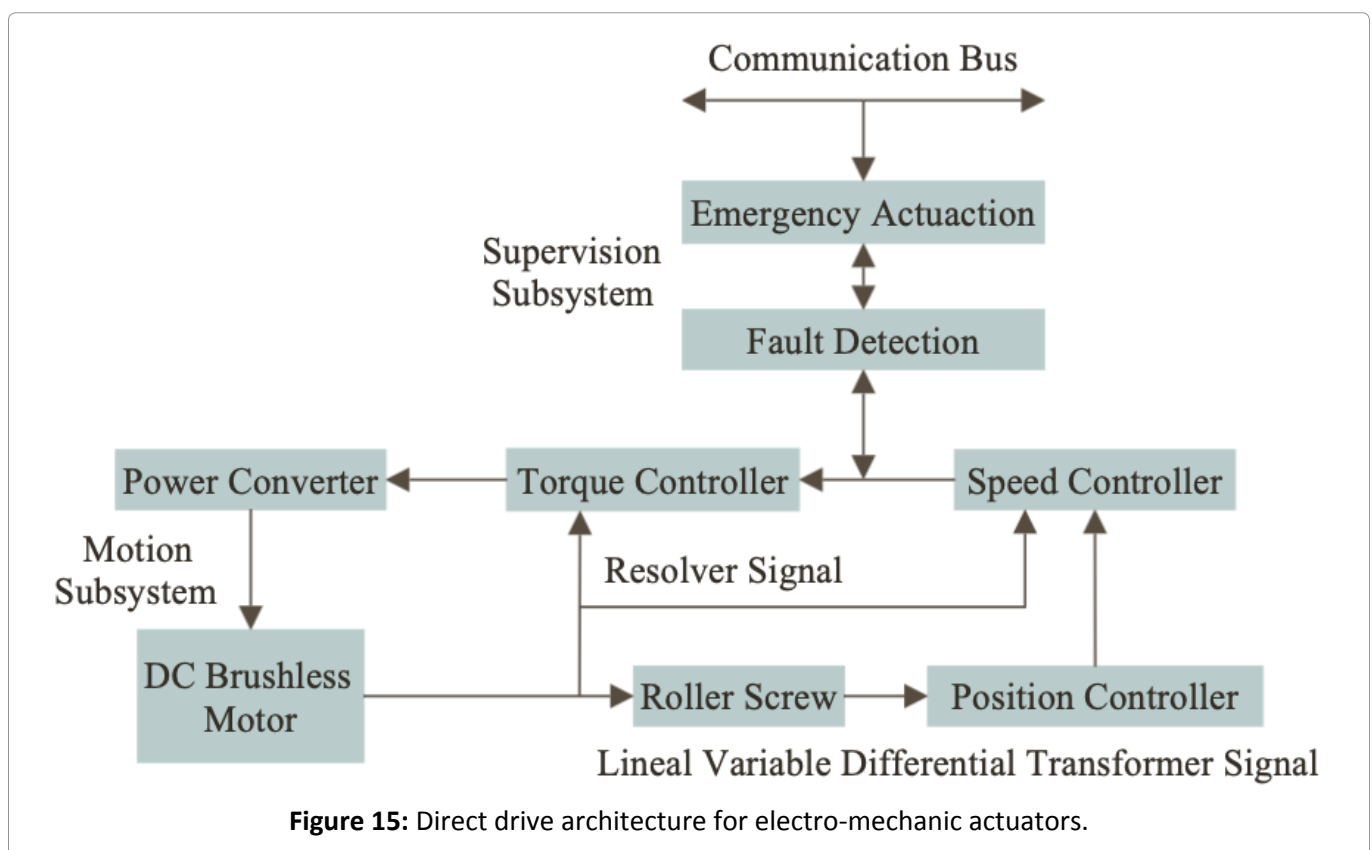 Communication Bus
Emergency Actuaction
Supervision
Subsystem
Fault Detection
Power Converter
Torque Controller
Speed Controller
Motion
Subsystem
Resolver Signal
DC Brushless
Motor
Roller Screw
Position Controller
Lineal Variable Differential Transformer Signal
Figure 15: Direct drive architecture for electro-mechanic actuators.